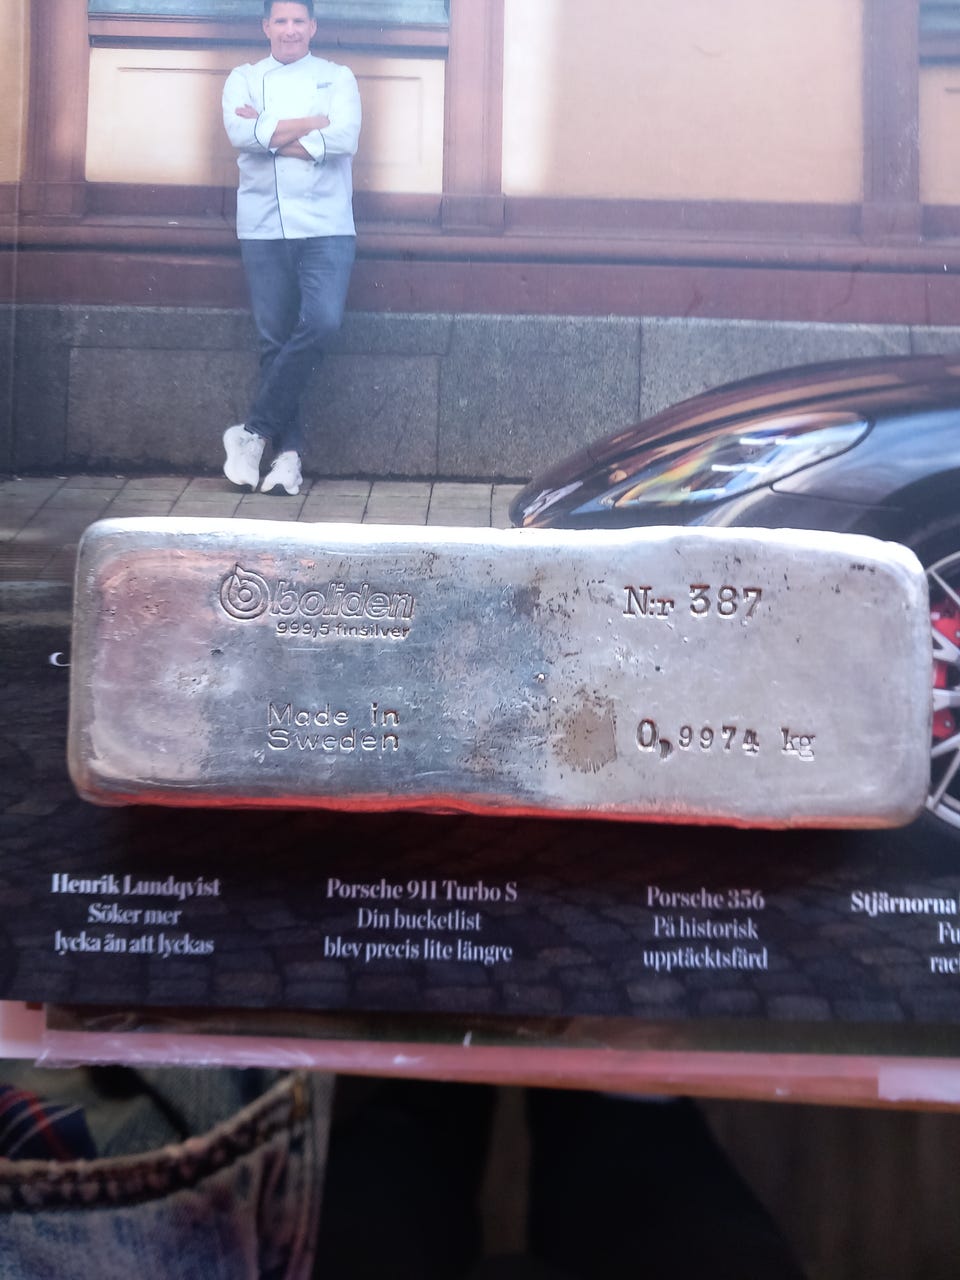 boliden
999,5 finsilver
N:r 387
Made in
Sweden
0,9974 kg
Henrik Lundqvist
Söker mer
lycka än att lyckas
Porsche 911 Turbo S
Din bucketlist
blev precis lite längre
Porsche 356
På historisk
upptäcktsfärd
Stjärnorna